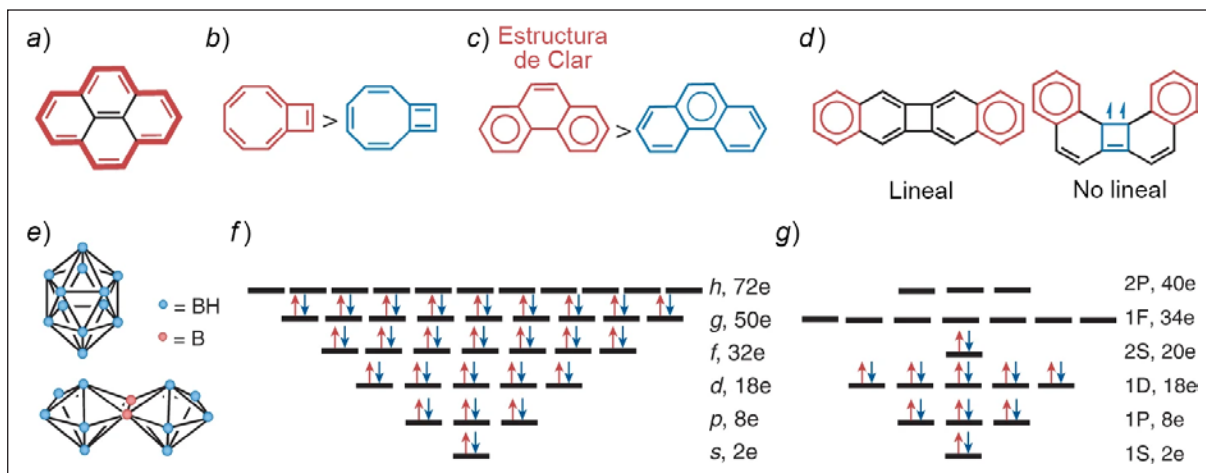 a)
b)
>
c)
Estructura
de Clar
>
d)
Lineal
No lineal
e)
= BH
= B
f)
h, 72e
g, 50e
f, 32e
d, 18e
p, 8e
s, 2e
g)
2P, 40e
1F, 34e
2S, 20e
1D, 18e
1P, 8e
1S, 2e